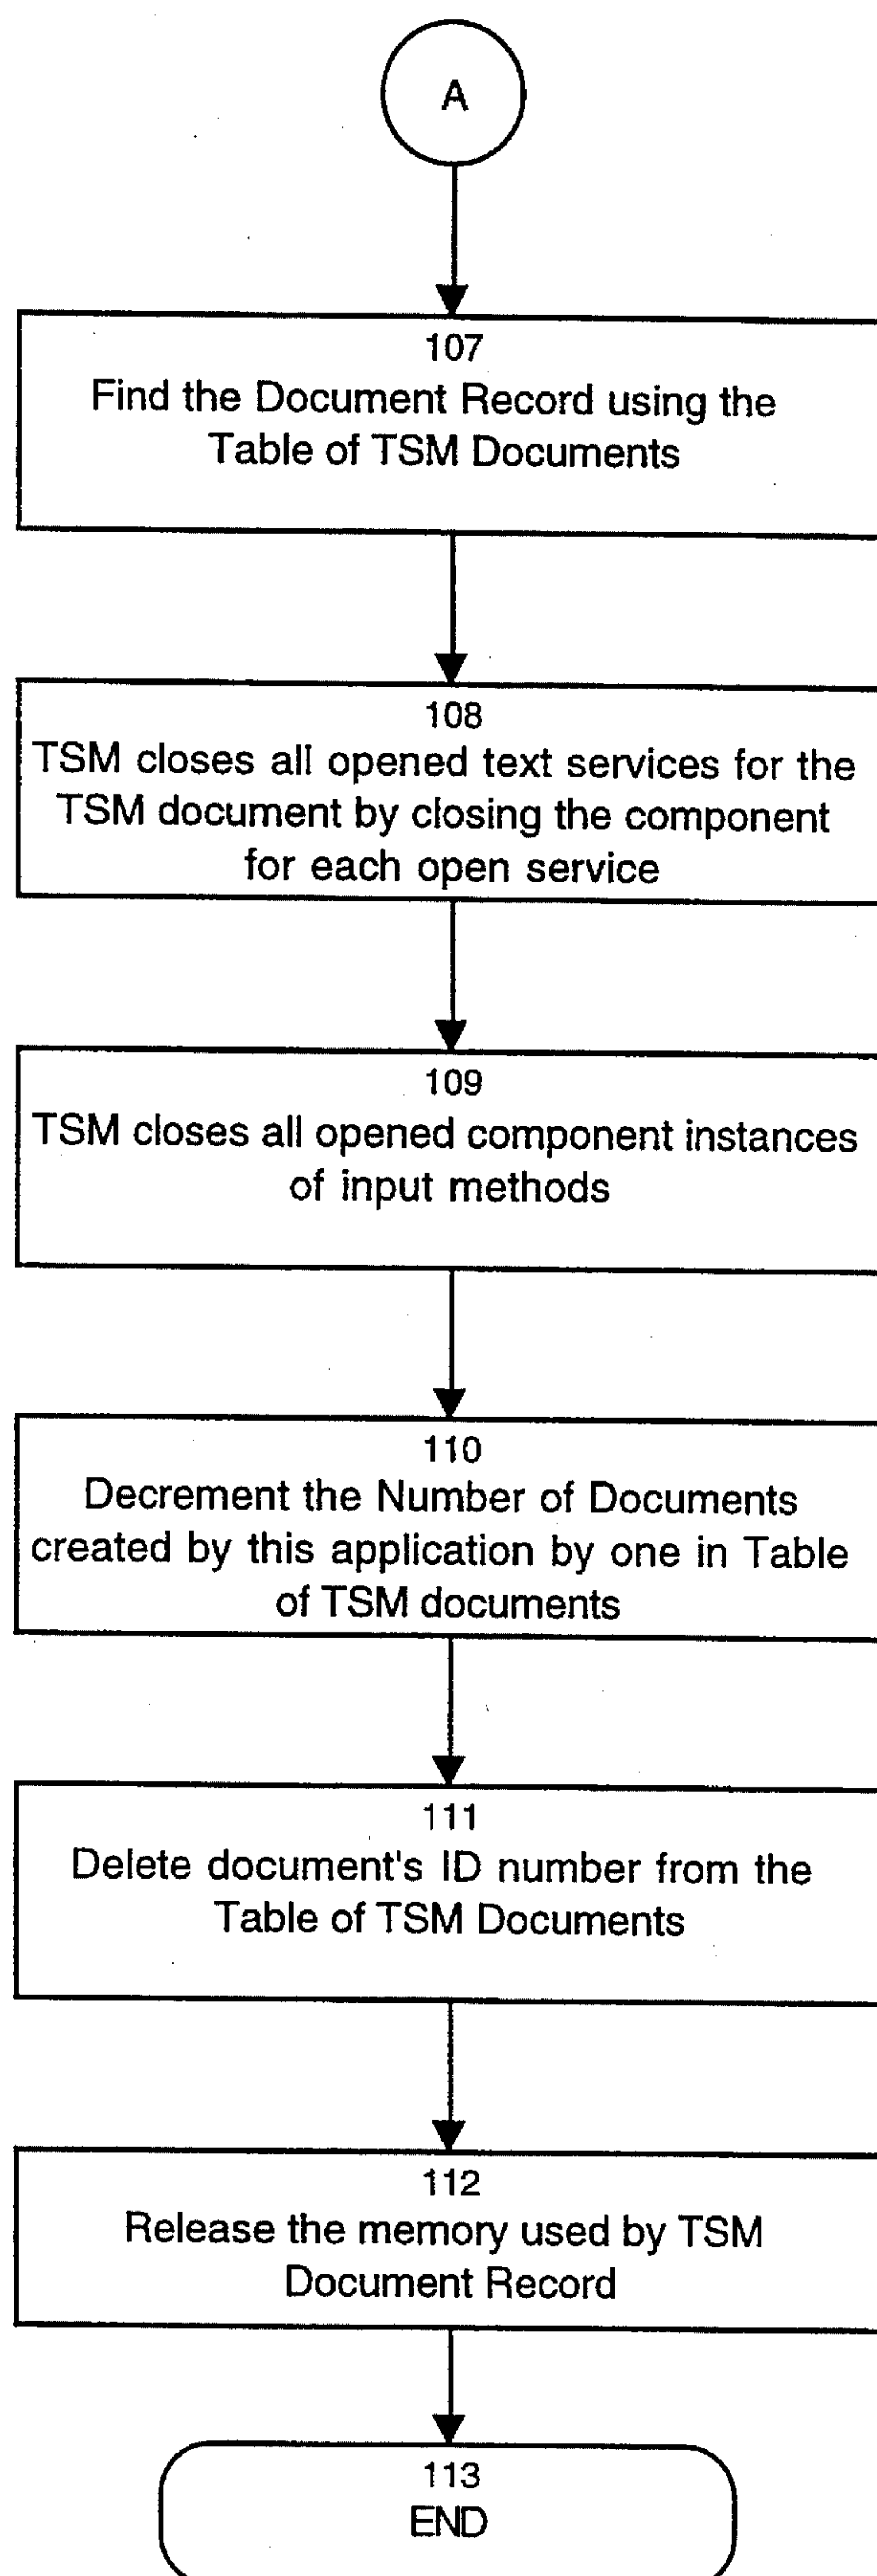 A
107
Find the Document Record using the
Table of TSM Documents
108
TSM closes all opened text services for the
TSM document by closing the component
for each open service
109
TSM closes all opened component instances
of input methods
110
Decrement the Number of Documents
created by this application by one in Table
of TSM documents
111
Delete document's ID number from the
Table of TSM Documents
112
Release the memory used by TSM
Document Record
113
END